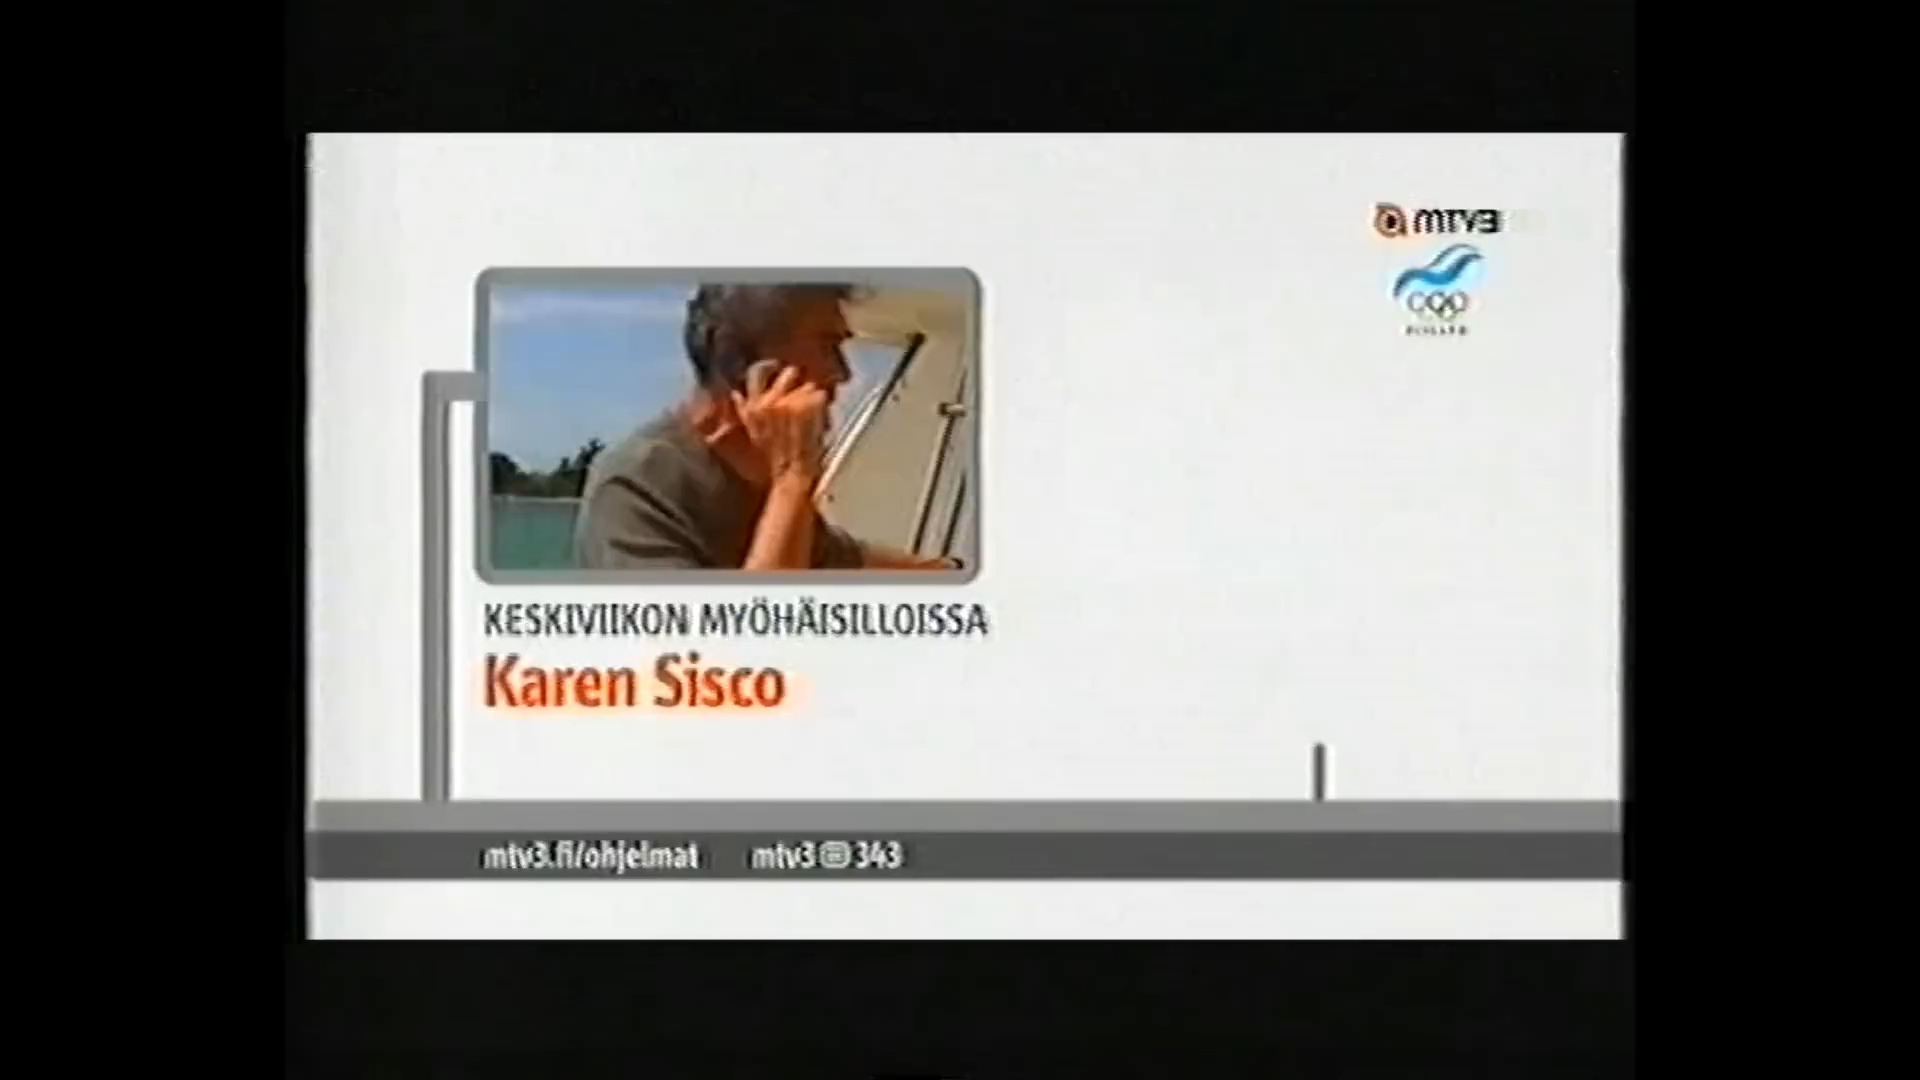 mtv3
KESKIVIIKON MYÖHÄISILLOISSA
Karen Sisco
mtv3.fi/ohjelmat mtv3 343